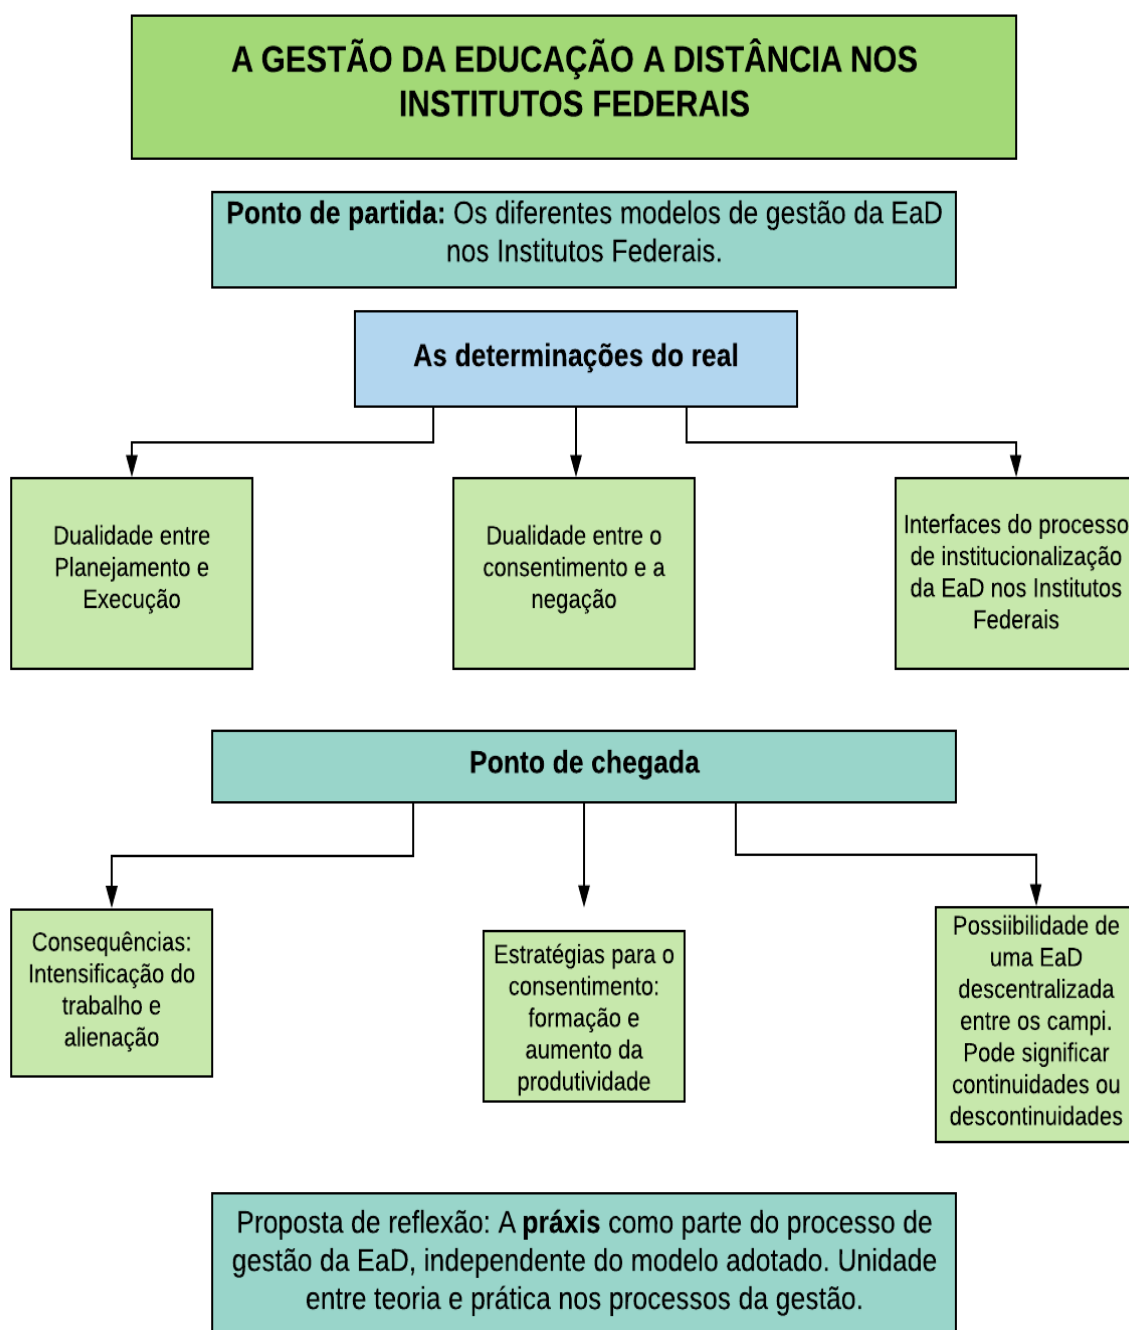 A GESTÃO DA EDUCAÇÃO A DISTÂNCIA NOS
INSTITUTOS FEDERAIS
Ponto de partida: Os diferentes modelos de gestão da EaD
nos Institutos Federais.
As determinações do real
Dualidade entre
Planejamento e
Execução
Dualidade entre o
consentimento e a
negação
Interfaces do processo
de institucionalização
da EaD nos Institutos
Federais
Ponto de chegada
Consequências:
Intensificação do
trabalho e
alienação
Estratégias para o
consentimento:
formação e
aumento da
produtividade
Possiibilidade de
uma EaD
descentralizada
entre os campi.
Pode significar
continuidades ou
descontinuidades
Proposta de reflexão: A práxis como parte do processo de
gestão da EaD, independente do modelo adotado. Unidade
entre teoria e prática nos processos da gestão.